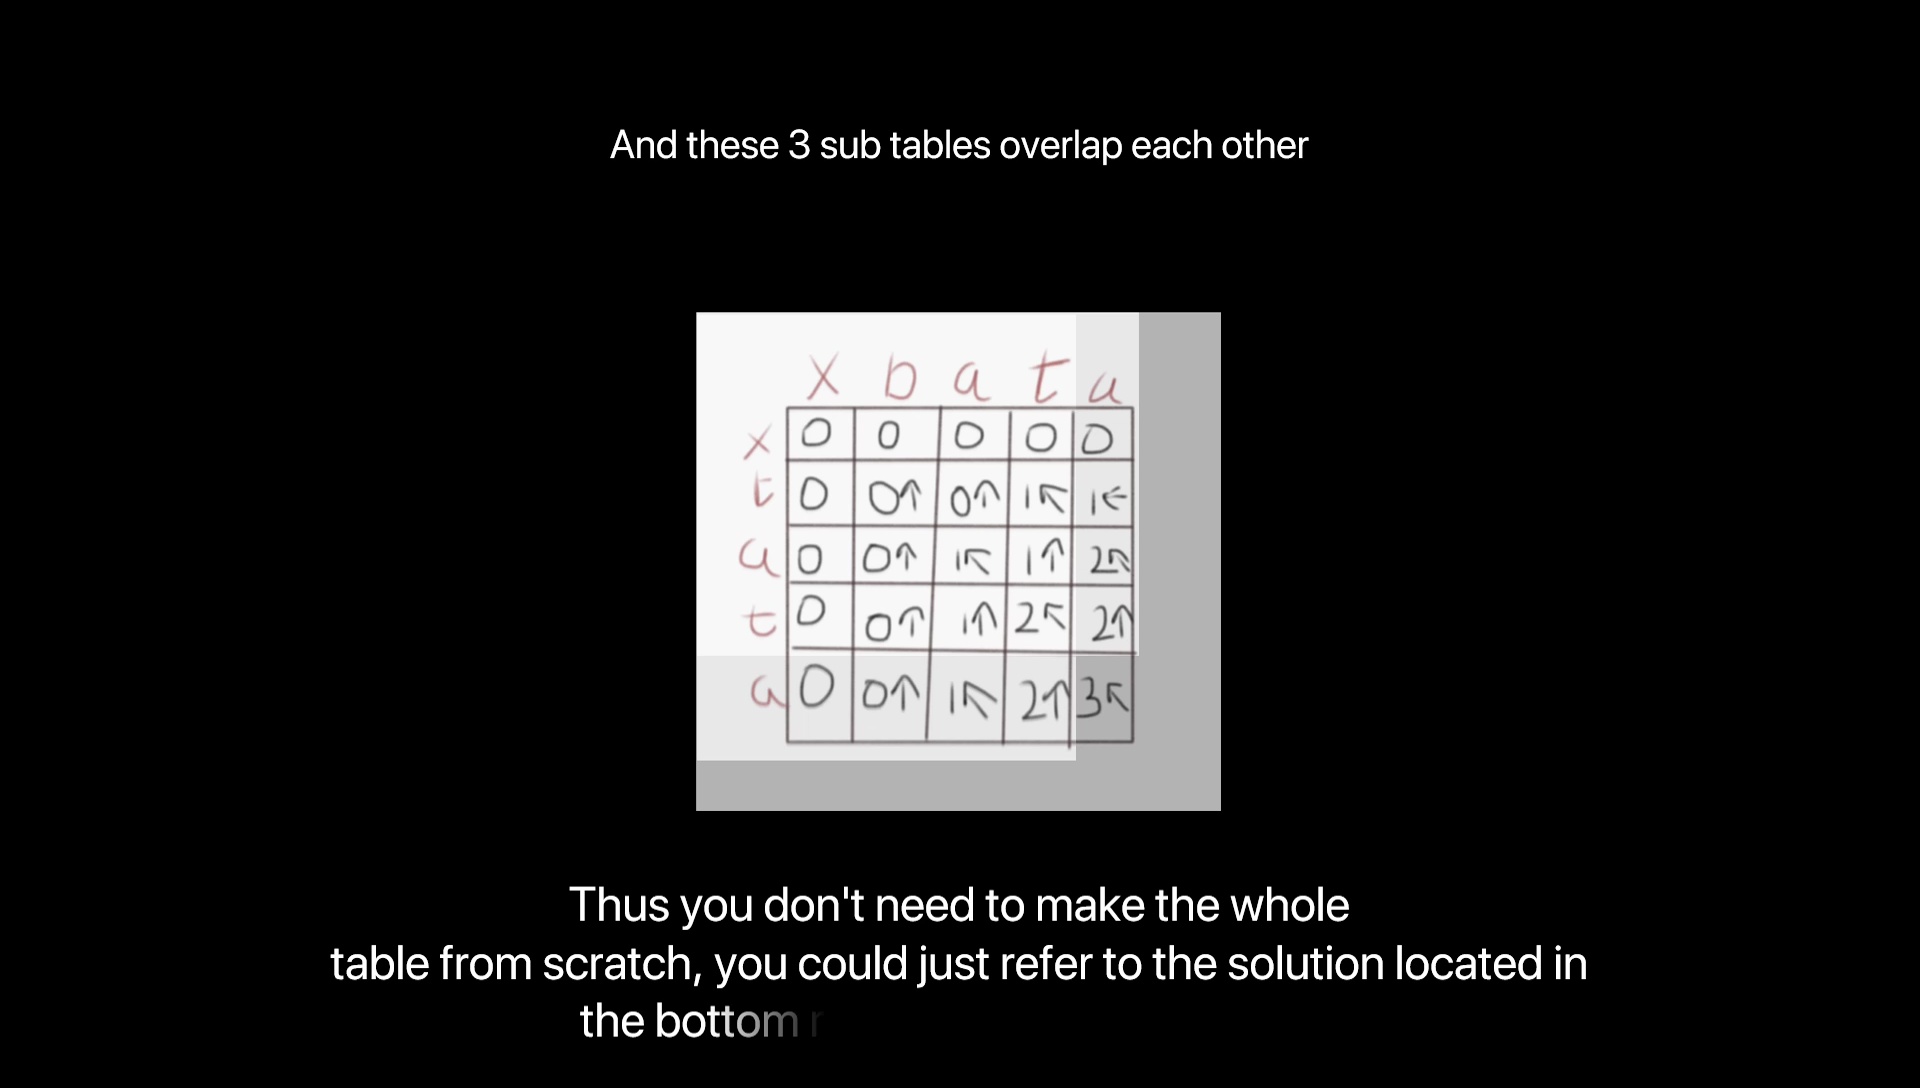 And these 3 sub tables overlap each other
x b a t a
x 0 0 0 0 0
t 0 0↑ 0↑ 1↖ 1←
a 0 0↑ 1↖ 1↑ 2↖
t 0 0↑ 1↑ 2↖ 2↑
a 0 0↑ 1↖ 2↑ 3↖
Thus you don't need to make the whole
table from scratch, you could just refer to the solution located in
the bottom r